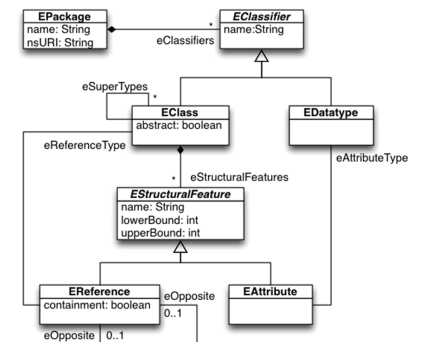 EPackage
name: String
nsURI: String
*
eClassifiers
EClassifier
name:String
eSuperTypes
*
EClass
abstract: boolean
EDatatype
eReferenceType
eAttributeType
*
eStructuralFeatures
EStructuralFeature
name: String
lowerBound: int
upperBound: int
EReference
containment: boolean
eOpposite
0..1
EAttribute
eOpposite
0..1